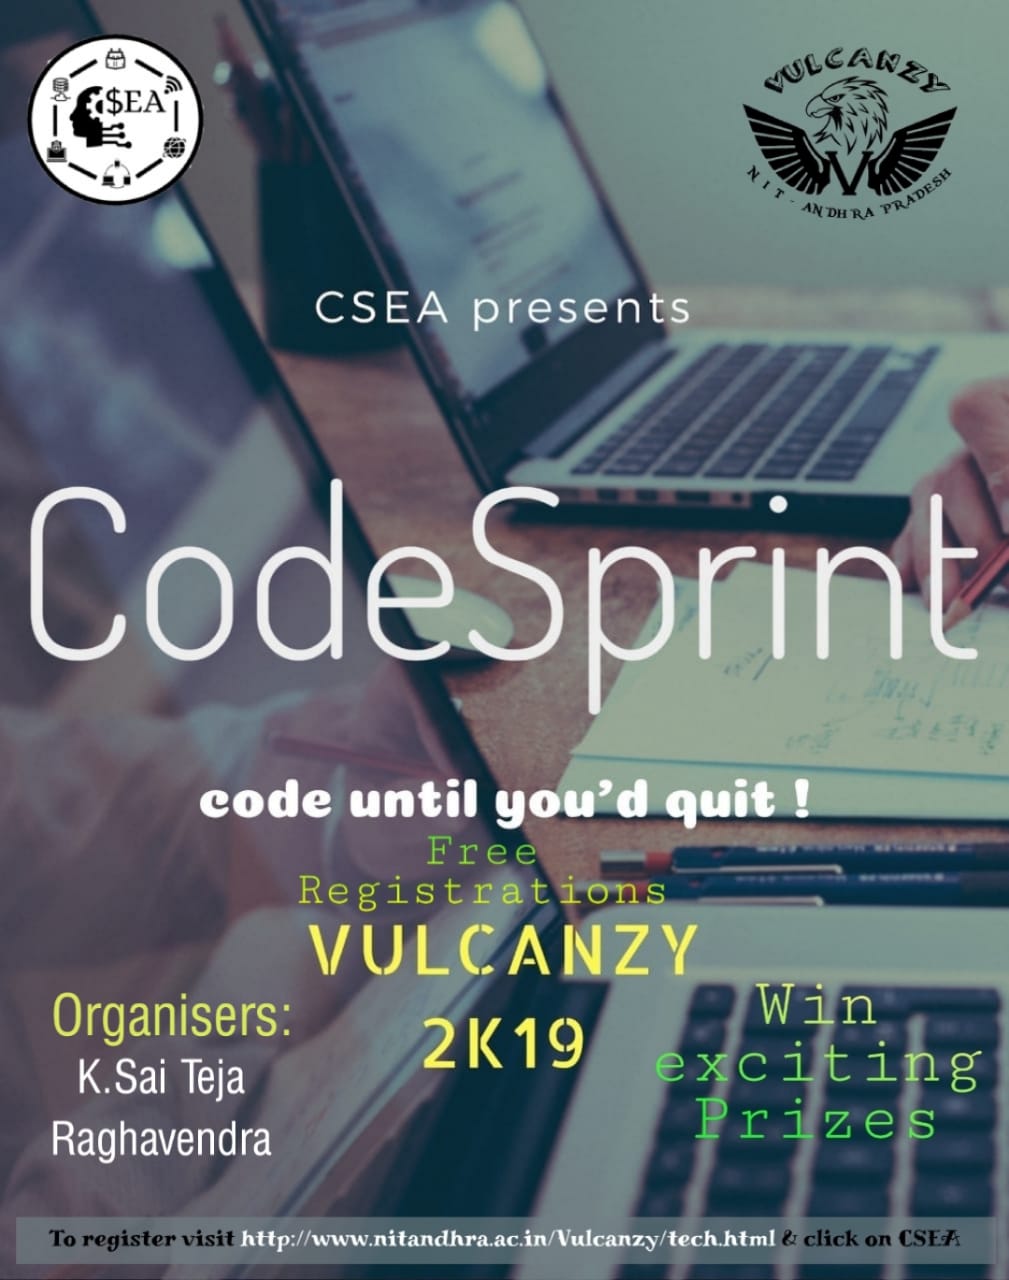 C$EA
VULCANZY
V
NIT - ANDHRA PRADESH
CSEA presents
CodeSprint
code until you'd quit !
Free
Registrations
VULCANZY
2K19
Organisers:
K.Sai Teja
Raghavendra
Win
exciting
Prizes
To register visit http://www.nitandhra.ac.in/Vulcanzy/tech.html & click on CSEA